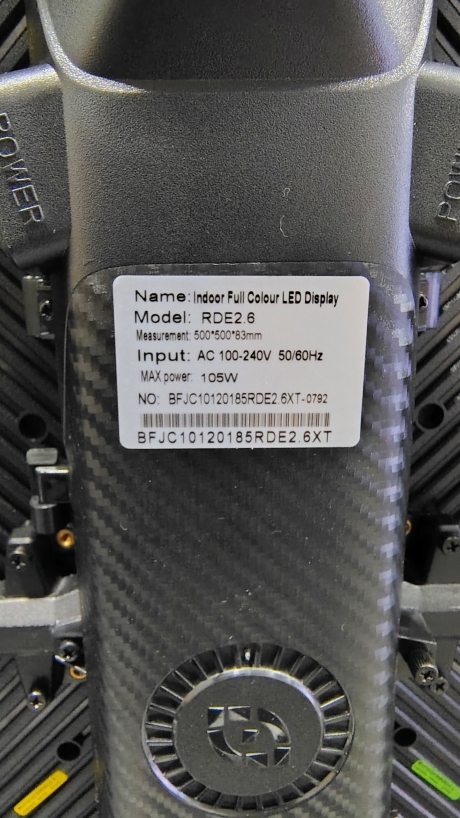 POWER
POW
Name: Indoor Full Colour LED Display
Model: RDE2.6
Measurement: 500*500*83mm
Input: AC 100-240V 50/60Hz
MAX power: 105W
NO: BFJC10120185RDE2.6XT-0792
BFJC10120185RDE2.6XT